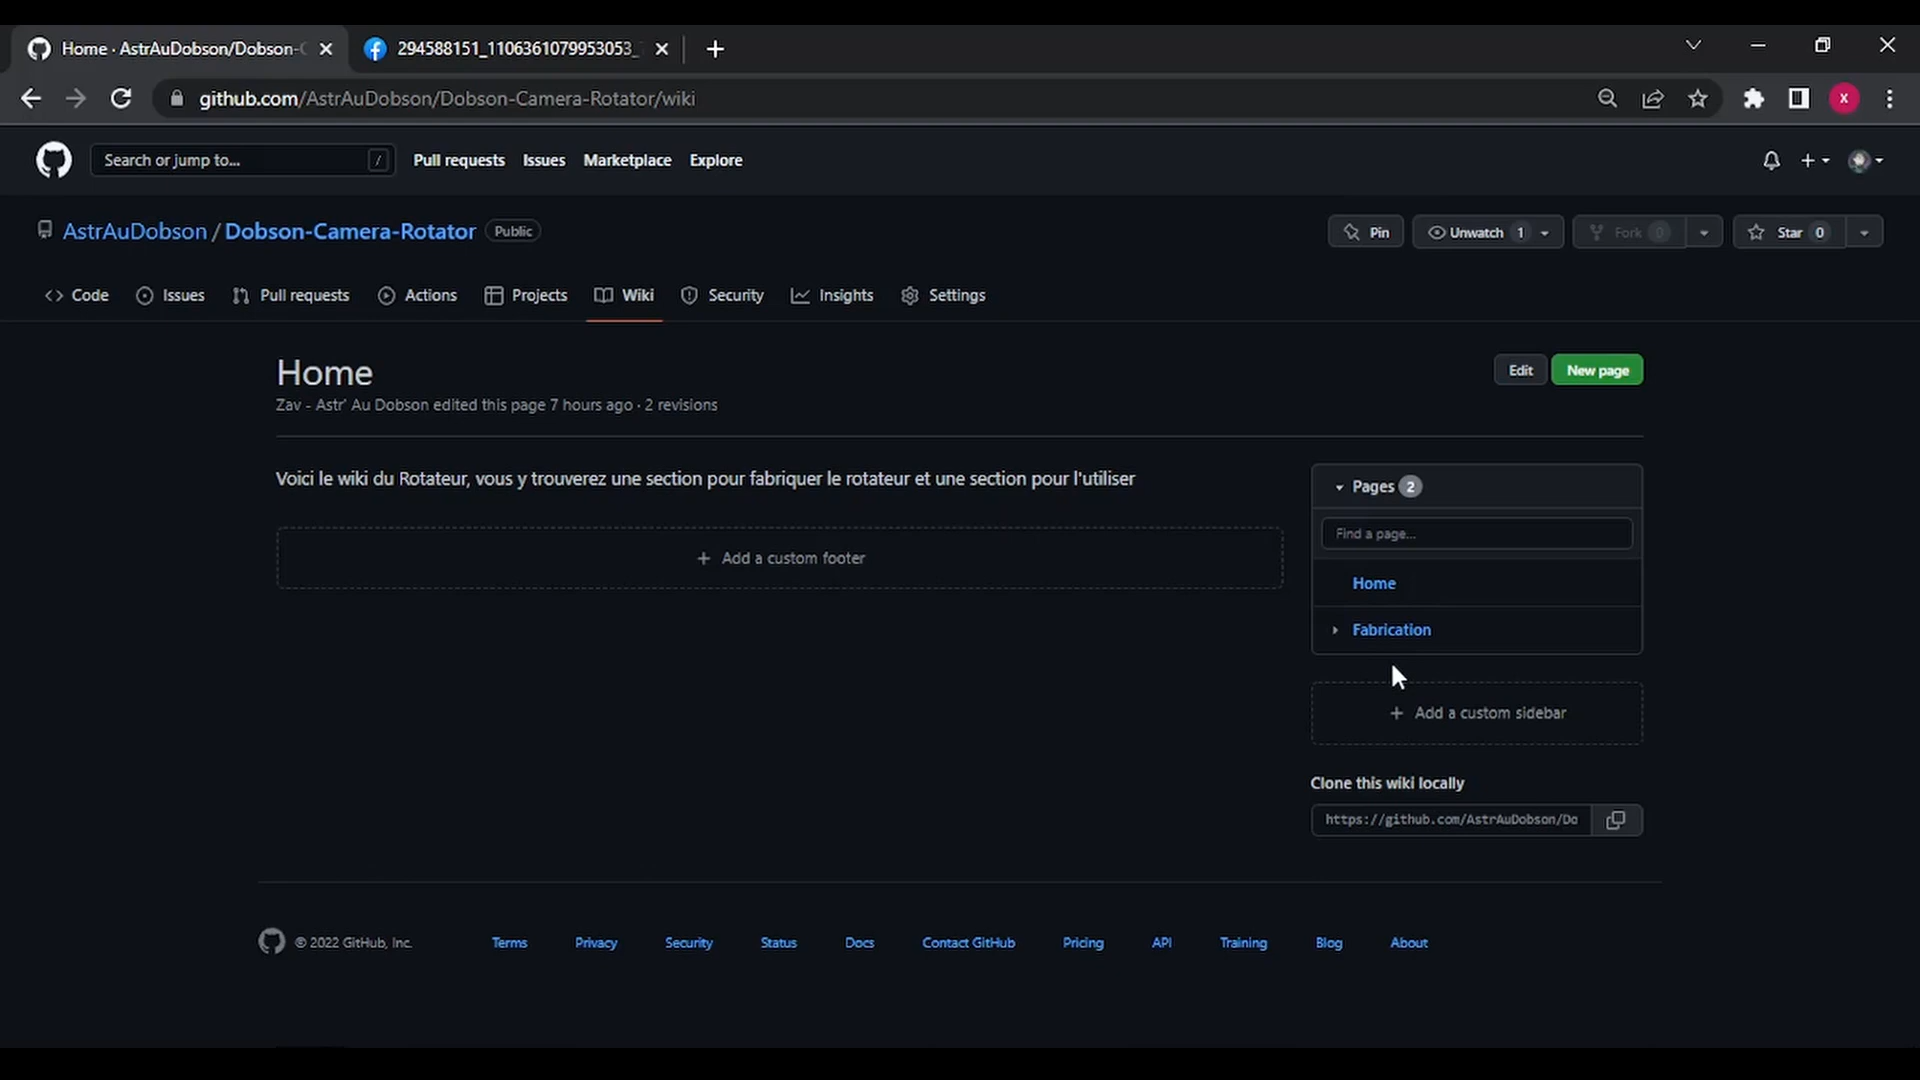 Home · AstrAuDobson/Dobson-C
294588151_1106361079953053_
github.com/AstrAuDobson/Dobson-Camera-Rotator/wiki
x
Search or jump to... /
Pull requests Issues Marketplace Explore
AstrAuDobson / Dobson-Camera-Rotator Public
Pin Unwatch 1 Fork 0 Star 0
Code Issues Pull requests Actions Projects Wiki Security Insights Settings
Home
Edit New page
Zav - Astr' Au Dobson edited this page 7 hours ago · 2 revisions
Voici le wiki du Rotateur, vous y trouverez une section pour fabriquer le rotateur et une section pour l'utiliser
+ Add a custom footer
Pages 2
Find a page...
Home
Fabrication
+ Add a custom sidebar
Clone this wiki locally
https://github.com/AstrAuDobson/Do
© 2022 GitHub, Inc. Terms Privacy Security Status Docs Contact GitHub Pricing API Training Blog About